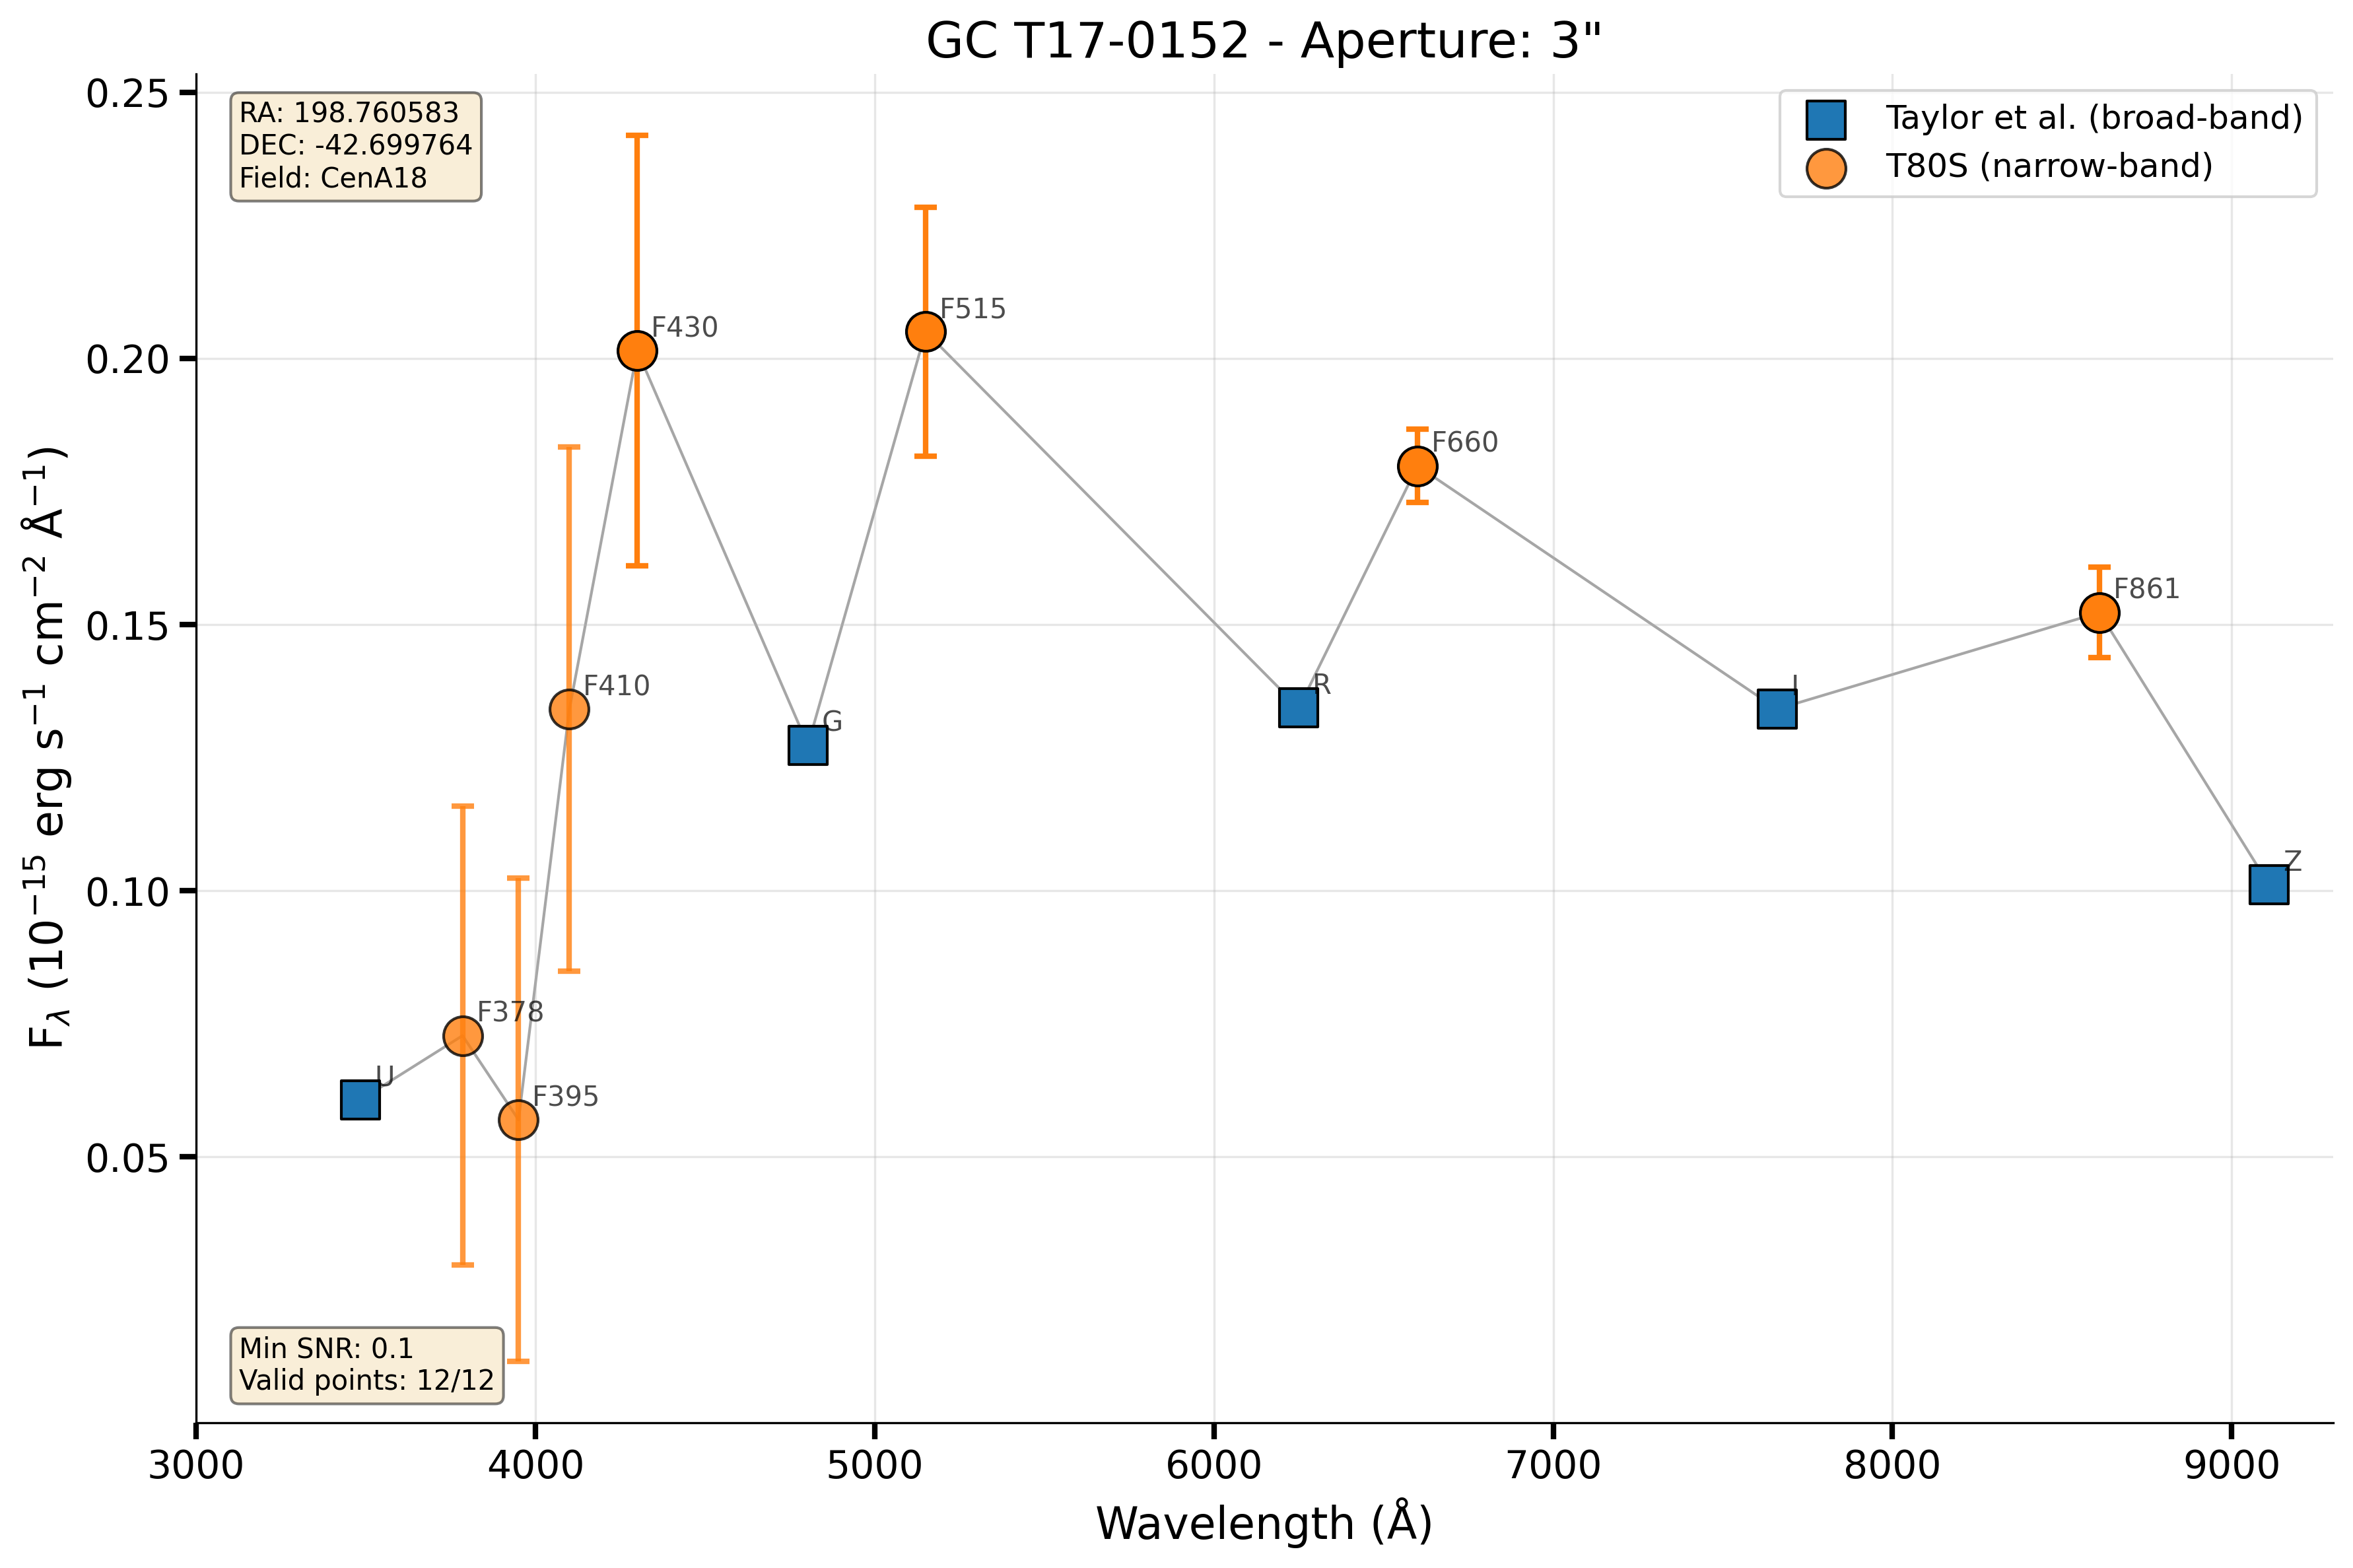 GC T17-0152 - Aperture: 3"
RA: 198.760583
DEC: -42.699764
Field: CenA18
Taylor et al. (broad-band)
T80S (narrow-band)
0.25
0.20
0.15
0.10
0.05
F430
F515
F660
F861
F410
G
R
I
Z
F378
U
F395
Min SNR: 0.1
Valid points: 12/12
3000 4000 5000 6000 7000 8000 9000
Wavelength (Å)
Fλ (10⁻¹⁵ erg s⁻¹ cm⁻² Å⁻¹)